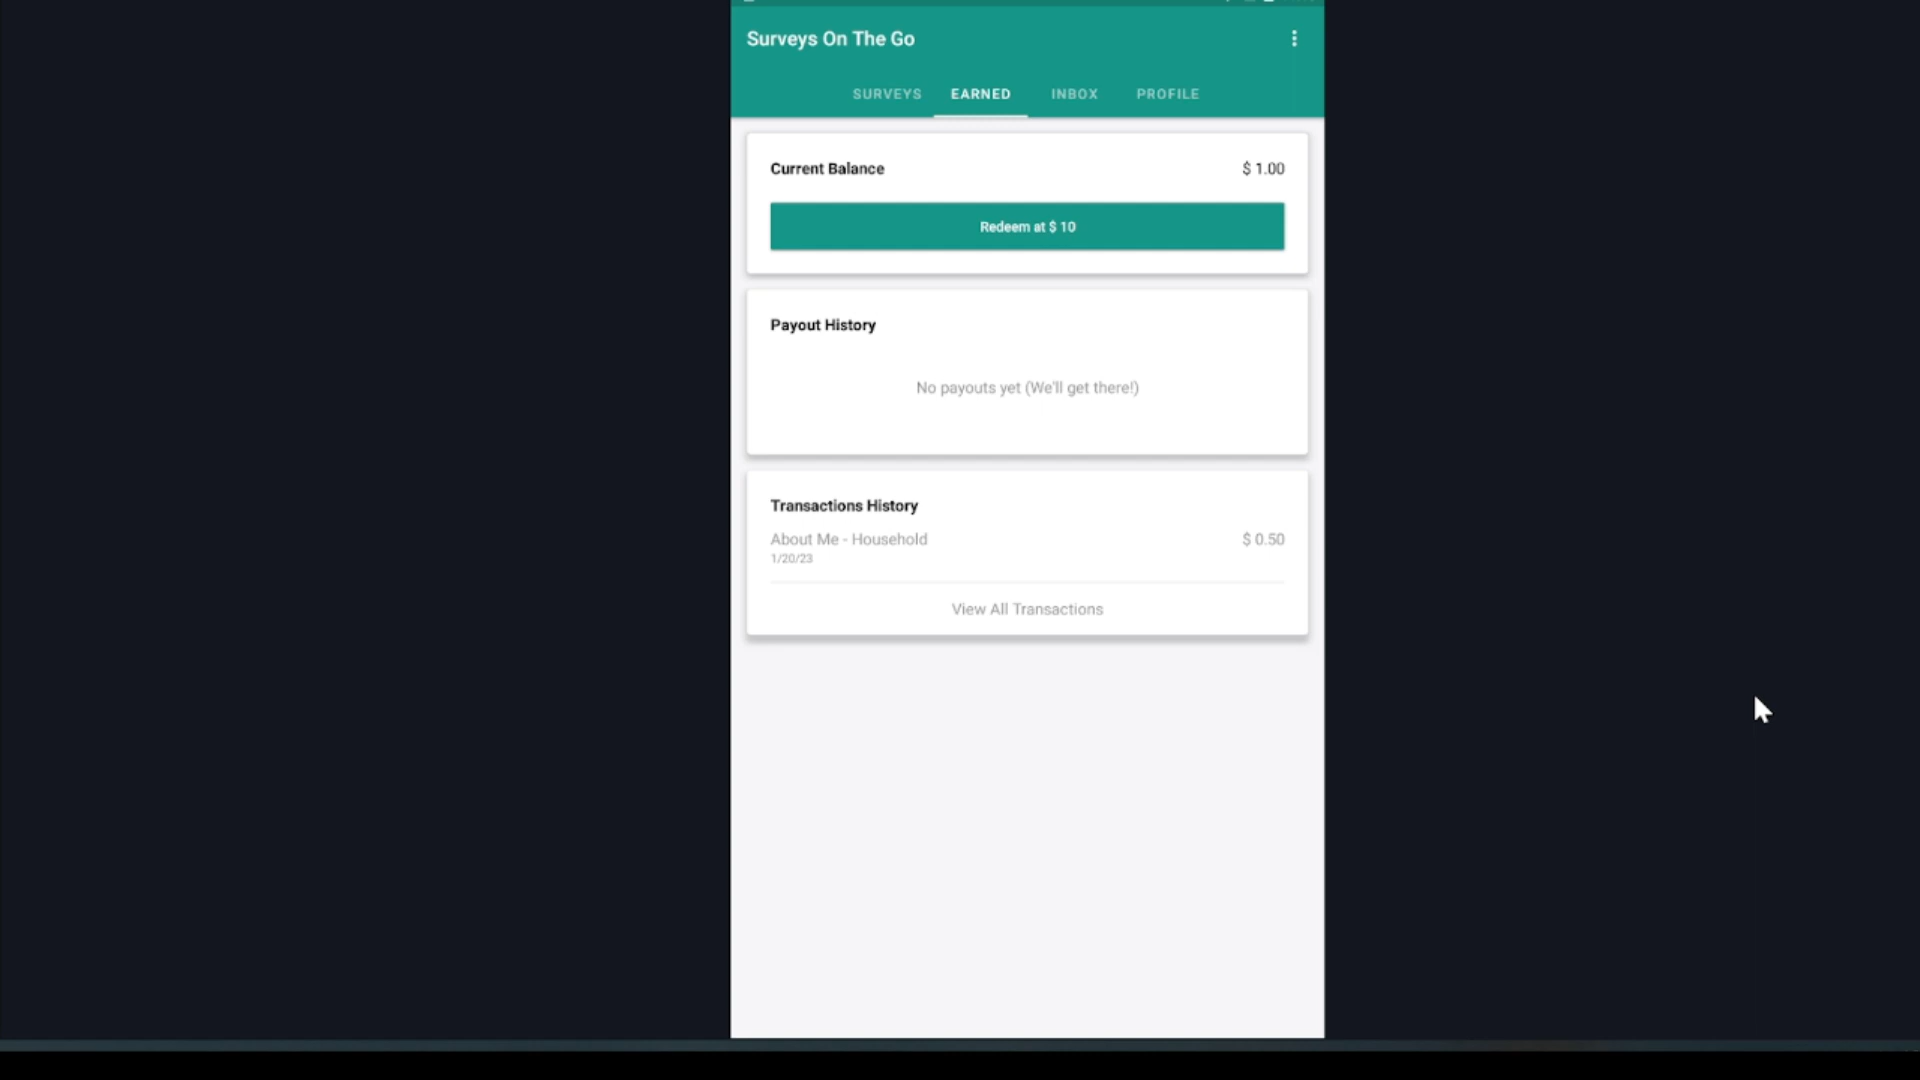 Surveys On The Go
SURVEYS EARNED INBOX PROFILE
Current Balance $ 1.00
Redeem at $ 10
Payout History
No payouts yet (We'll get there!)
Transactions History
About Me - Household $ 0.50
1/20/23
View All Transactions